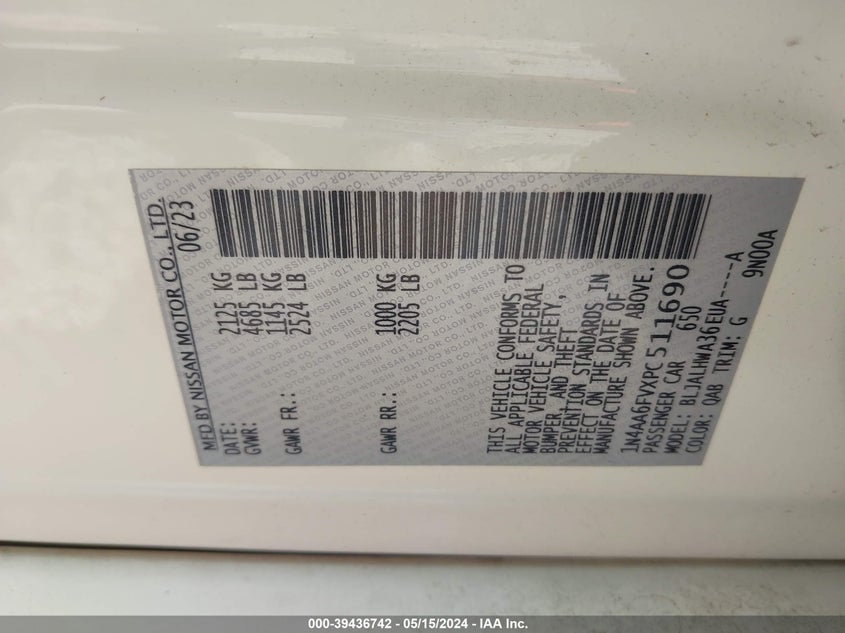 MFD BY NISSAN MOTOR CO., LTD.
DATE: 06/23
GVWR: 2125 KG
4685 LB
GAWR FR.: 1145 KG
2524 LB
GAWR RR.: 1000 KG
2205 LB
THIS VEHICLE CONFORMS TO
ALL APPLICABLE FEDERAL
MOTOR VEHICLE SAFETY,
BUMPER, AND THEFT
PREVENTION STANDARDS IN
EFFECT ON THE DATE OF
MANUFACTURE SHOWN ABOVE.
1N4AA6FVXPC511690
PASSENGER CAR 650
MODEL: BLJALHWA36EUA----A
COLOR: QAB TRIM: G 9N00A
000-39436742 - 05/15/2024 - IAA Inc.